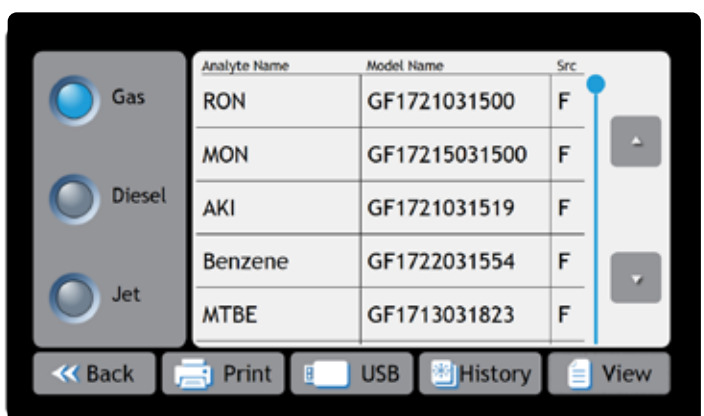 Gas
Diesel
Jet
Analyte Name Model Name Src
RON GF1721031500 F
MON GF17215031500 F
AKI GF1721031519 F
Benzene GF1722031554 F
MTBE GF1713031823 F
Back Print USB History View